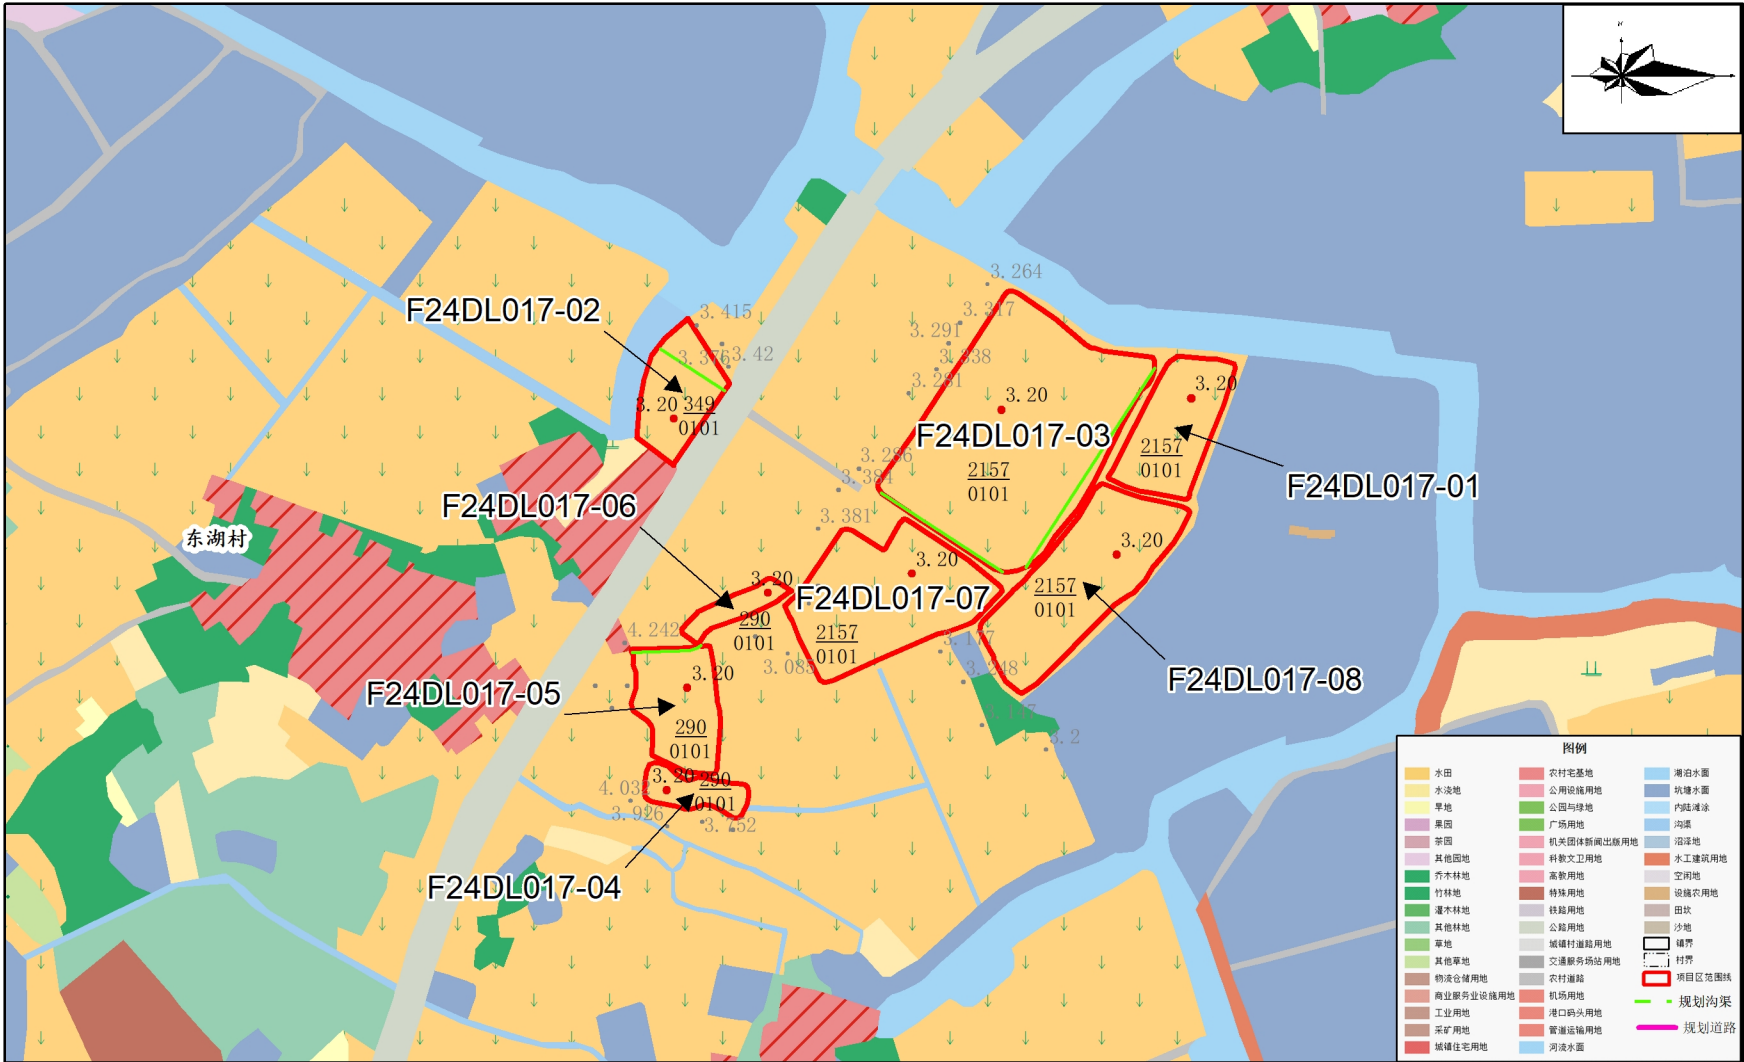 N
3.264
3.317
F24DL017-02
3.415
3.291
3.376
3.42
3.338
3.281
3.20
3.20
3.20
349
0101
F24DL017-03
2157
0101
2157
0101
3.286
3.384
F24DL017-01
F24DL017-06
3.381
东湖村
3.20
3.20
3.20
2157
0101
F24DL017-07
290
0101
4.242
2157
0101
3.177
3.085
3.248
F24DL017-08
F24DL017-05
3.20
290
0101
3.2
3.20
290
0101
4.032
3.926
3.752
F24DL017-04
图例
水田
农村宅基地
湖泊水面
水浇地
公用设施用地
坑塘水面
旱地
公园与绿地
内陆滩涂
果园
广场用地
沟渠
茶园
机关团体新闻出版用地
沼泽地
其他园地
科教文卫用地
水工建筑用地
乔木林地
高教用地
空闲地
竹林地
特殊用地
设施农用地
灌木林地
铁路用地
田坎
其他林地
公路用地
沙地
草地
城镇村道路用地
镇界
其他草地
交通服务场站用地
村界
物流仓储用地
农村道路
项目区范围线
商业服务业设施用地
机场用地
规划沟渠
工业用地
港口码头用地
采矿用地
管道运输用地
规划道路
城镇住宅用地
河流水面